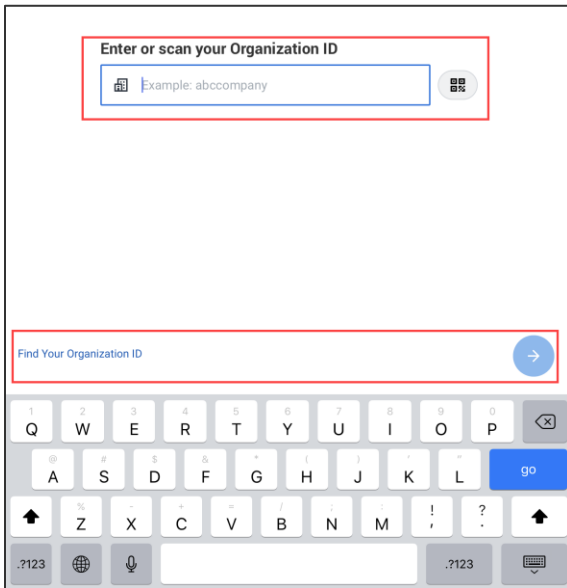 Enter or scan your Organization ID
Example: abccompany
Find Your Organization ID
1 2 3 4 5 6 7 8 9 0
Q W E R T Y U I O P
@ # $ & * ( ) ' "
A S D F G H J K L go
% - + = / ; : ! ?
Z X C V B N M , .
.?123 .?123